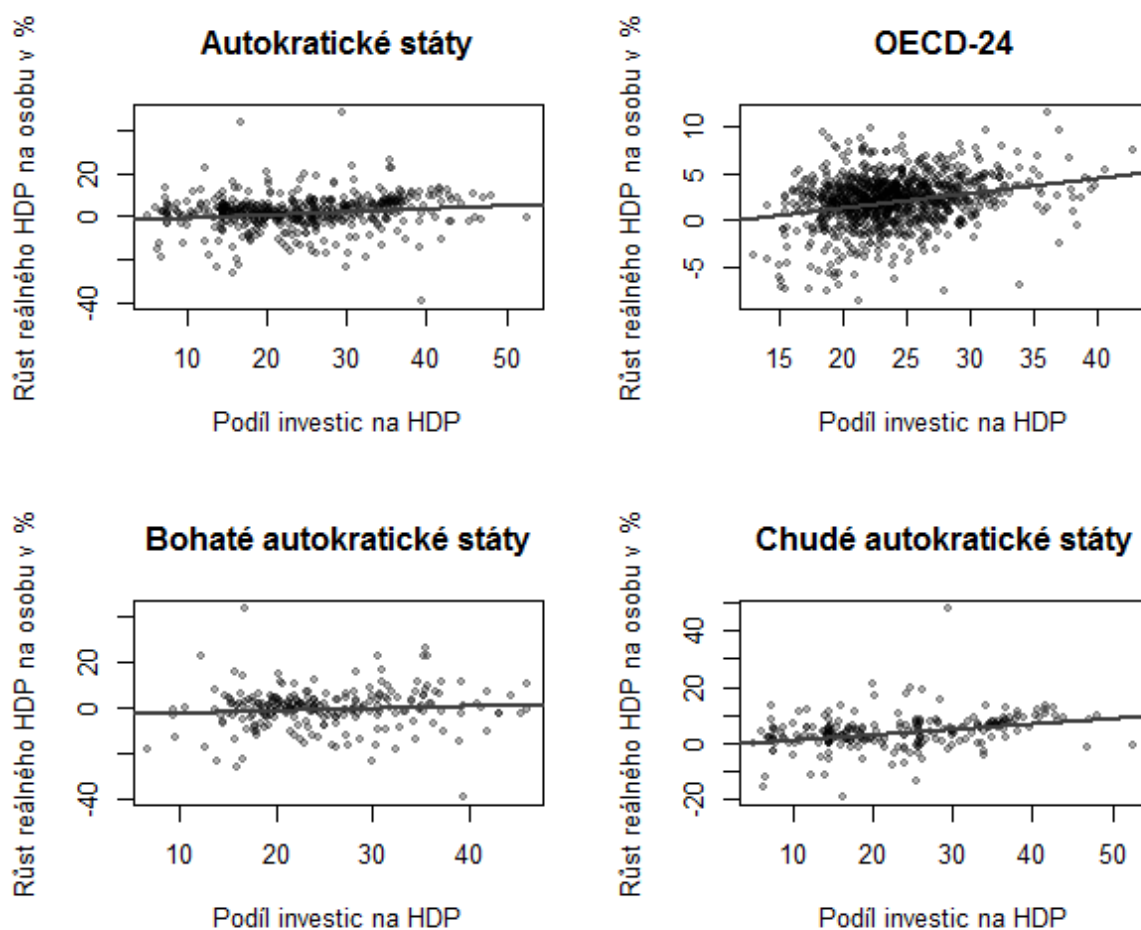 Autokratické státy
Růst reálného HDP na osobu v %
20
0
-40
10 20 30 40 50
Podíl investic na HDP
OECD-24
Růst reálného HDP na osobu v %
10
5
0
-5
15 20 25 30 35 40
Podíl investic na HDP
Bohaté autokratické státy
Růst reálného HDP na osobu v %
20
0
-40
10 20 30 40
Podíl investic na HDP
Chudé autokratické státy
Růst reálného HDP na osobu v %
40
20
0
-20
10 20 30 40 50
Podíl investic na HDP